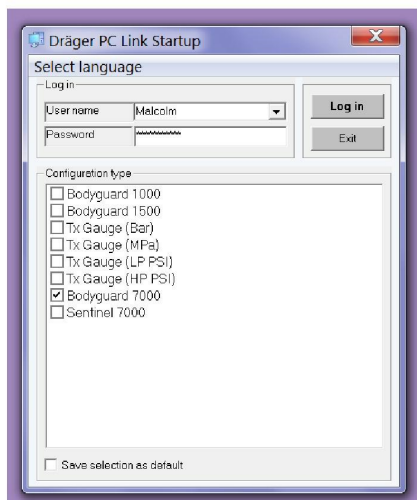 Dräger PC Link Startup
Select language
Log in
User name Malcolm
Log in
Password ***********
Exit
Configuration type
Bodyguard 1000
Bodyguard 1500
Tx Gauge (Bar)
Tx Gauge (MPa)
Tx Gauge (LP PSI)
Tx Gauge (HP PSI)
Bodyguard 7000
Sentinel 7000
Save selection as default